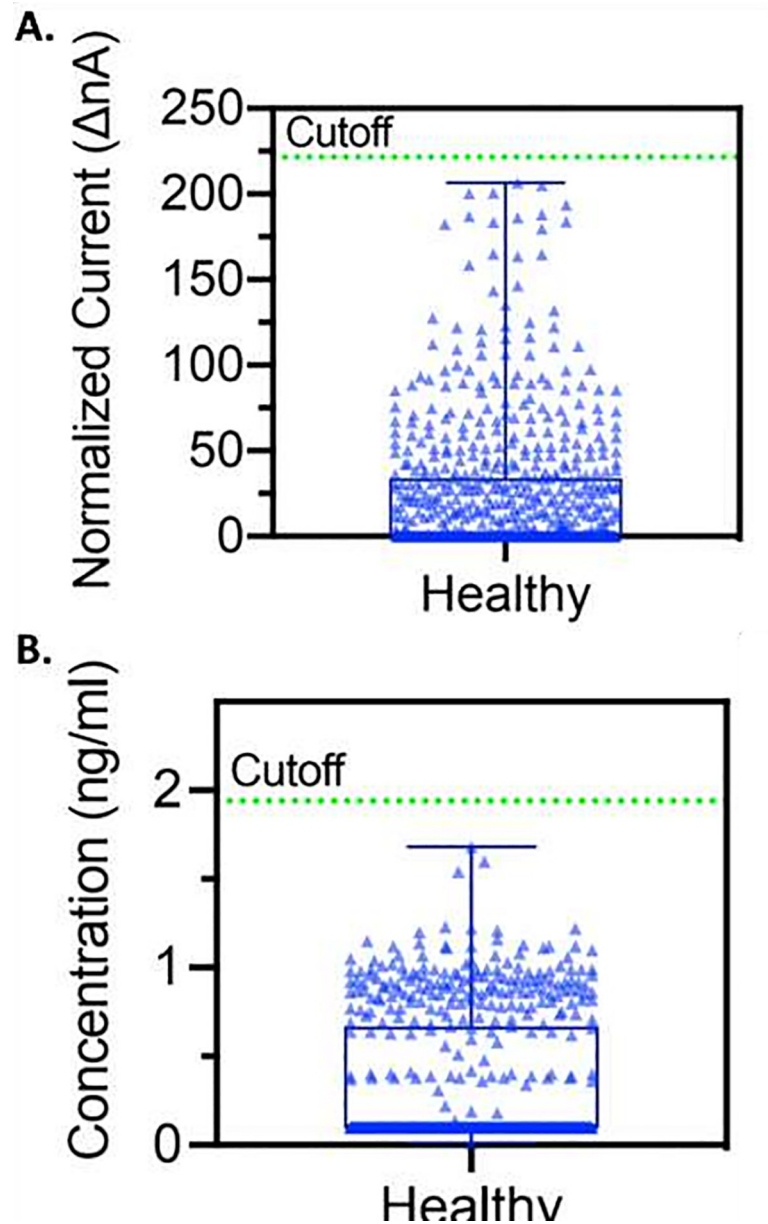 A.
Normalized Current (ΔnA)
250
200
150
100
50
0
Cutoff
Healthy
B.
Concentration (ng/ml)
2
1
0
Cutoff
Healthy